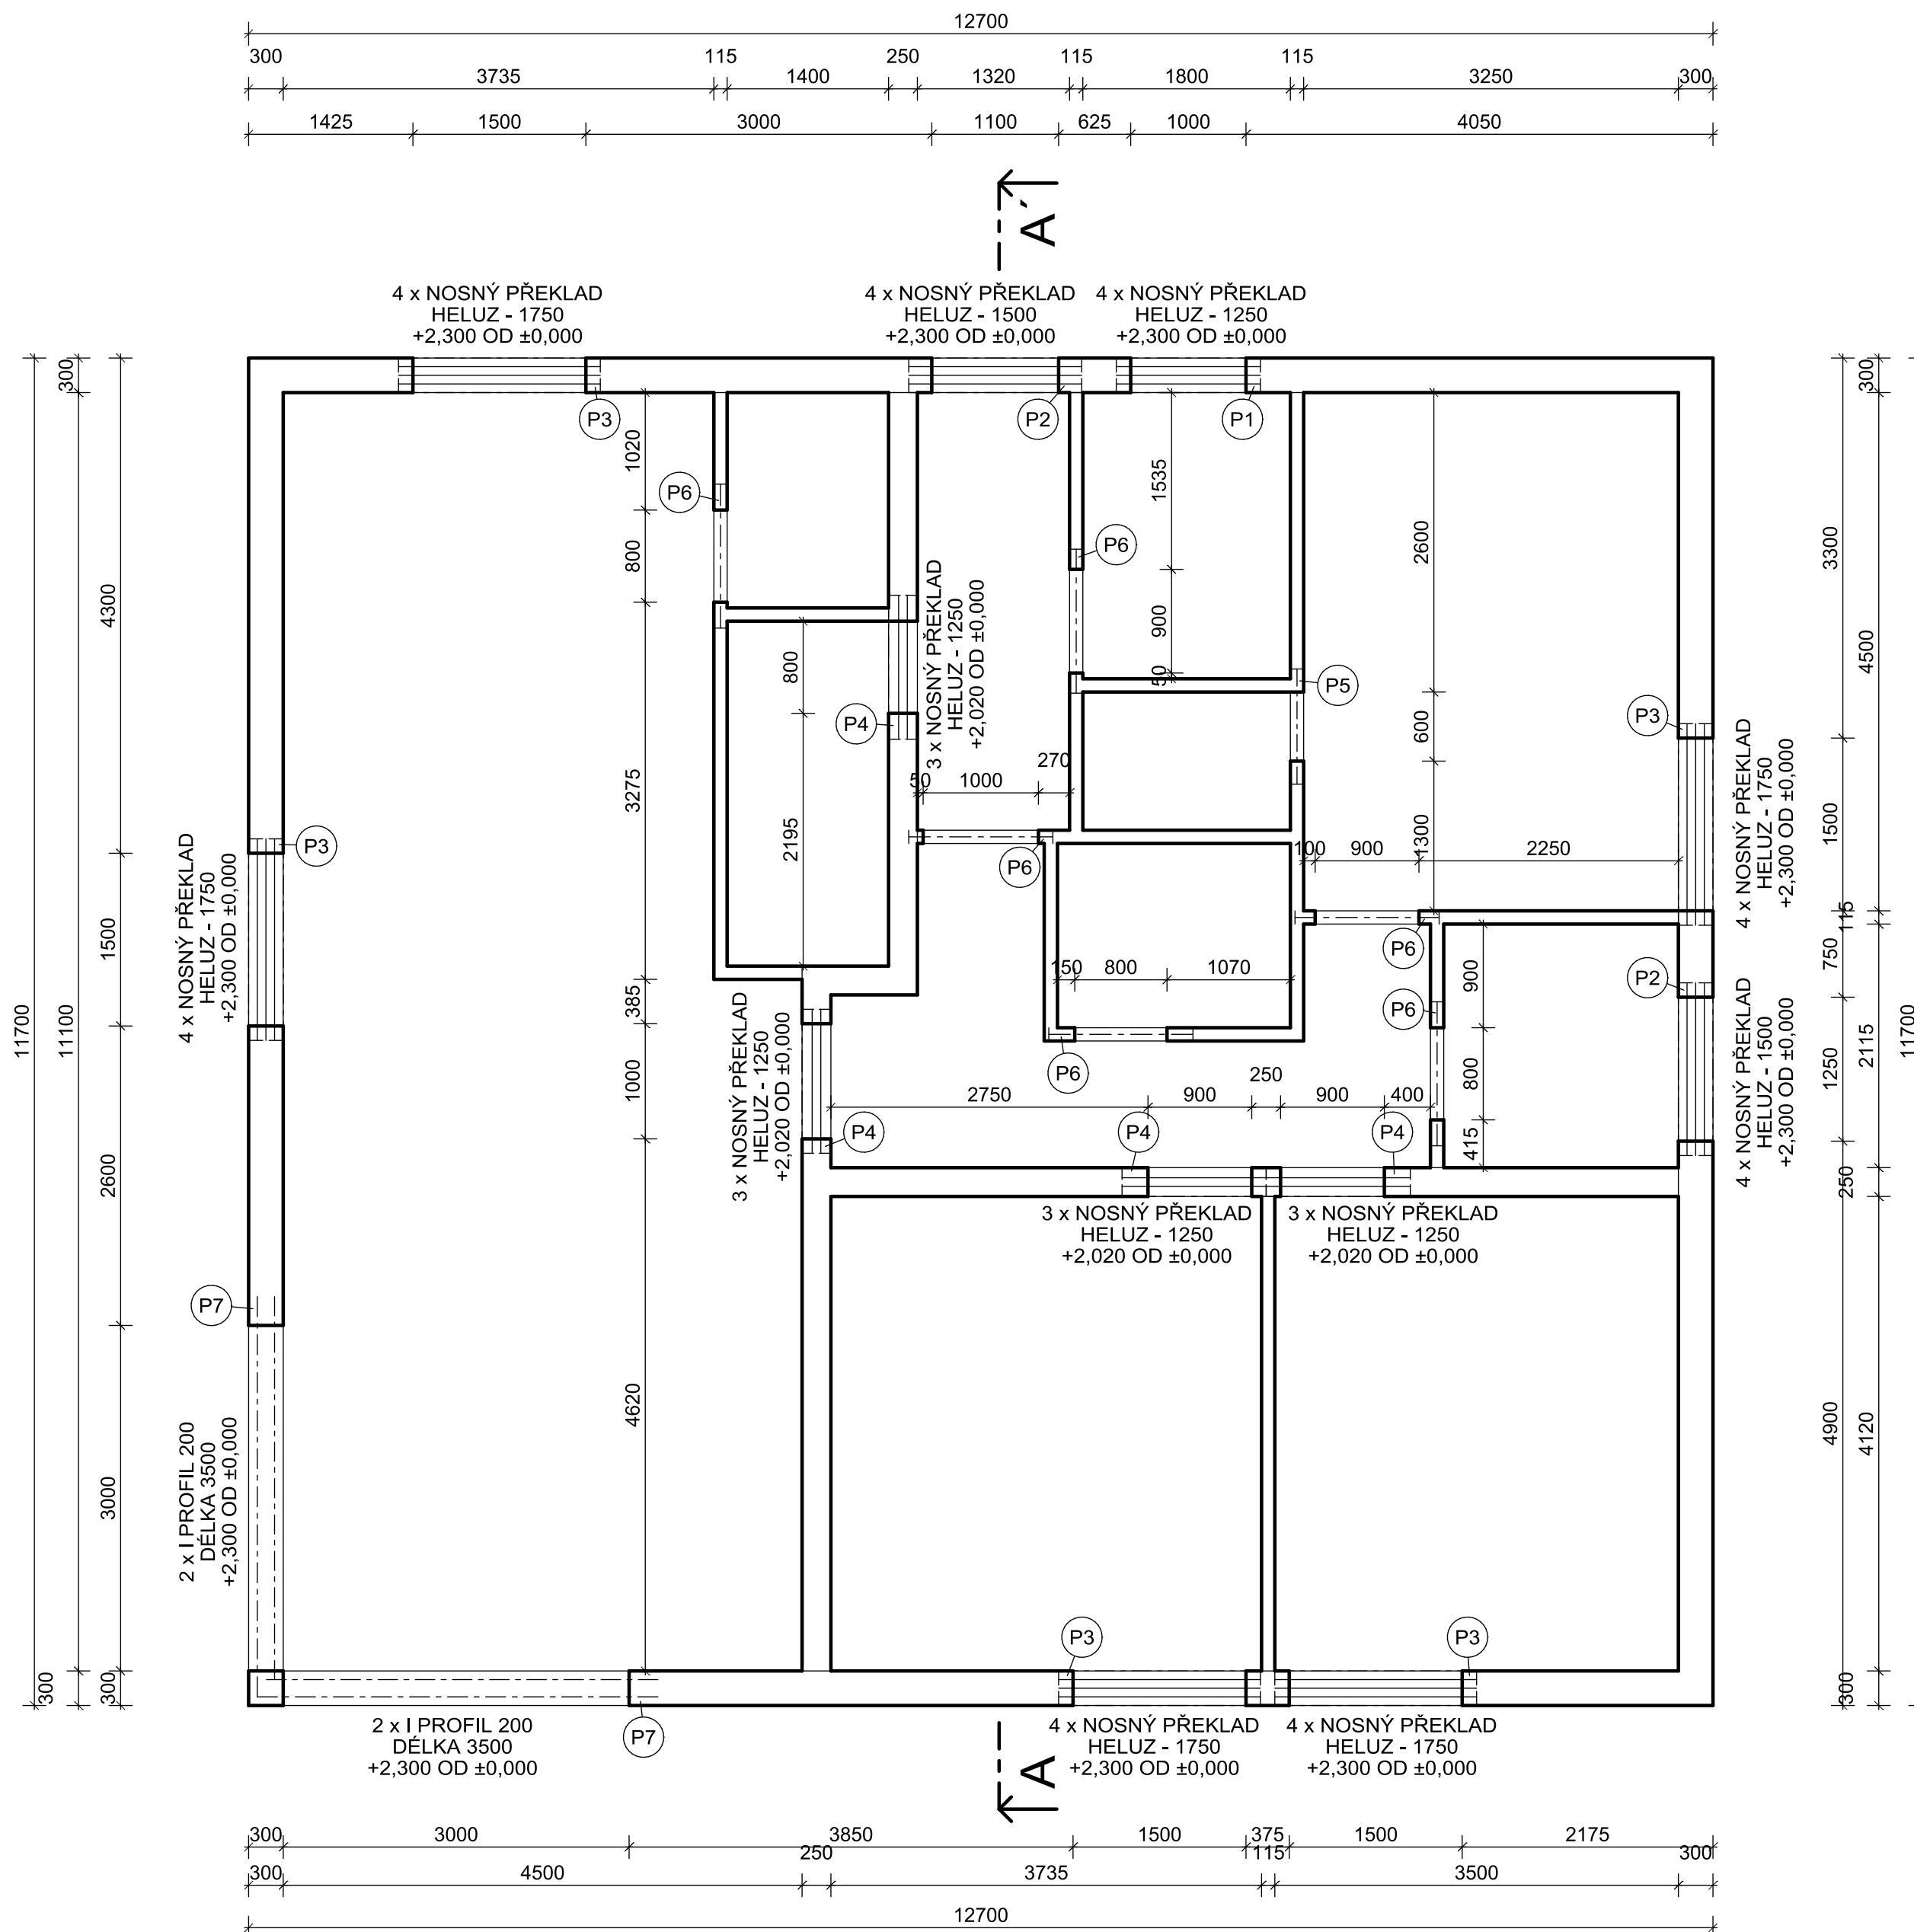 12700
300 115 250 115 115
3735 1400 1320 1800 3250 300
1425 1500 3000 1100 625 1000 4050
A´
4 x NOSNÝ PŘEKLAD
HELUZ - 1750
+2,300 OD ±0,000
4 x NOSNÝ PŘEKLAD
HELUZ - 1500
+2,300 OD ±0,000
4 x NOSNÝ PŘEKLAD
HELUZ - 1250
+2,300 OD ±0,000
P3
P2
P1
P6
P6
P4
P5
P3
P3
P6
P6
P6
P2
P6
P4
P4
P4
P7
P3
P3
P7
11700
300
11100
300
4300
1500
2600
3000
300
4 x NOSNÝ PŘEKLAD
HELUZ - 1750
+2,300 OD ±0,000
2 x I PROFIL 200
DÉLKA 3500
+2,300 OD ±0,000
1020
800
3275
385
1000
4620
800
2195
3 x NOSNÝ PŘEKLAD
HELUZ - 1250
+2,020 OD ±0,000
3 x NOSNÝ PŘEKLAD
HELUZ - 1250
+2,020 OD ±0,000
1535
900
50
2600
600
1300
270
50 1000
100 900 2250
150 800 1070
900
800
415
250
2750 900 900 400
3 x NOSNÝ PŘEKLAD
HELUZ - 1250
+2,020 OD ±0,000
3 x NOSNÝ PŘEKLAD
HELUZ - 1250
+2,020 OD ±0,000
4 x NOSNÝ PŘEKLAD
HELUZ - 1750
+2,300 OD ±0,000
4 x NOSNÝ PŘEKLAD
HELUZ - 1500
+2,300 OD ±0,000
3300
1500
750
1250
4900
300
300
4500
115
2115
250
4120
11700
2 x I PROFIL 200
DÉLKA 3500
+2,300 OD ±0,000
A
4 x NOSNÝ PŘEKLAD
HELUZ - 1750
+2,300 OD ±0,000
4 x NOSNÝ PŘEKLAD
HELUZ - 1750
+2,300 OD ±0,000
300 3000 3850 1500 375 1500 2175
250 115 300
300 4500 3735 3500
12700